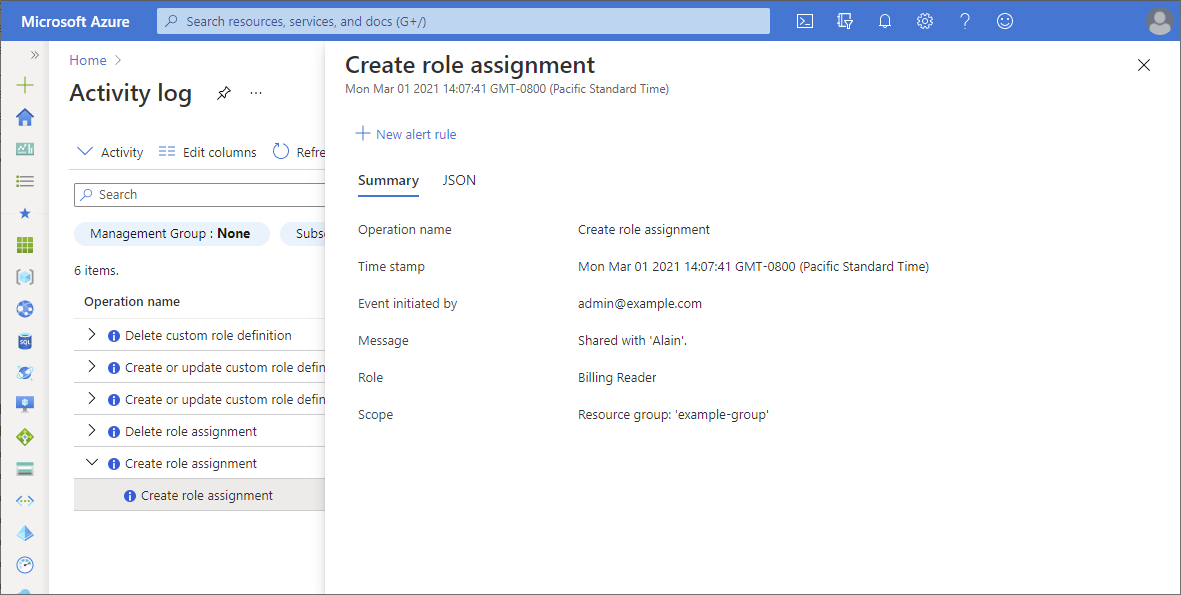 Microsoft Azure
Search resources, services, and docs (G+/)
Home
Activity log
Activity
Edit columns
Refre
Search
Management Group : None
Subs
6 items.
Operation name
Delete custom role definition
Create or update custom role defin
Create or update custom role defin
Delete role assignment
Create role assignment
Create role assignment
Create role assignment
Mon Mar 01 2021 14:07:41 GMT-0800 (Pacific Standard Time)
New alert rule
Summary JSON
Operation name Create role assignment
Time stamp Mon Mar 01 2021 14:07:41 GMT-0800 (Pacific Standard Time)
Event initiated by admin@example.com
Message Shared with 'Alain'.
Role Billing Reader
Scope Resource group: 'example-group'
SQL